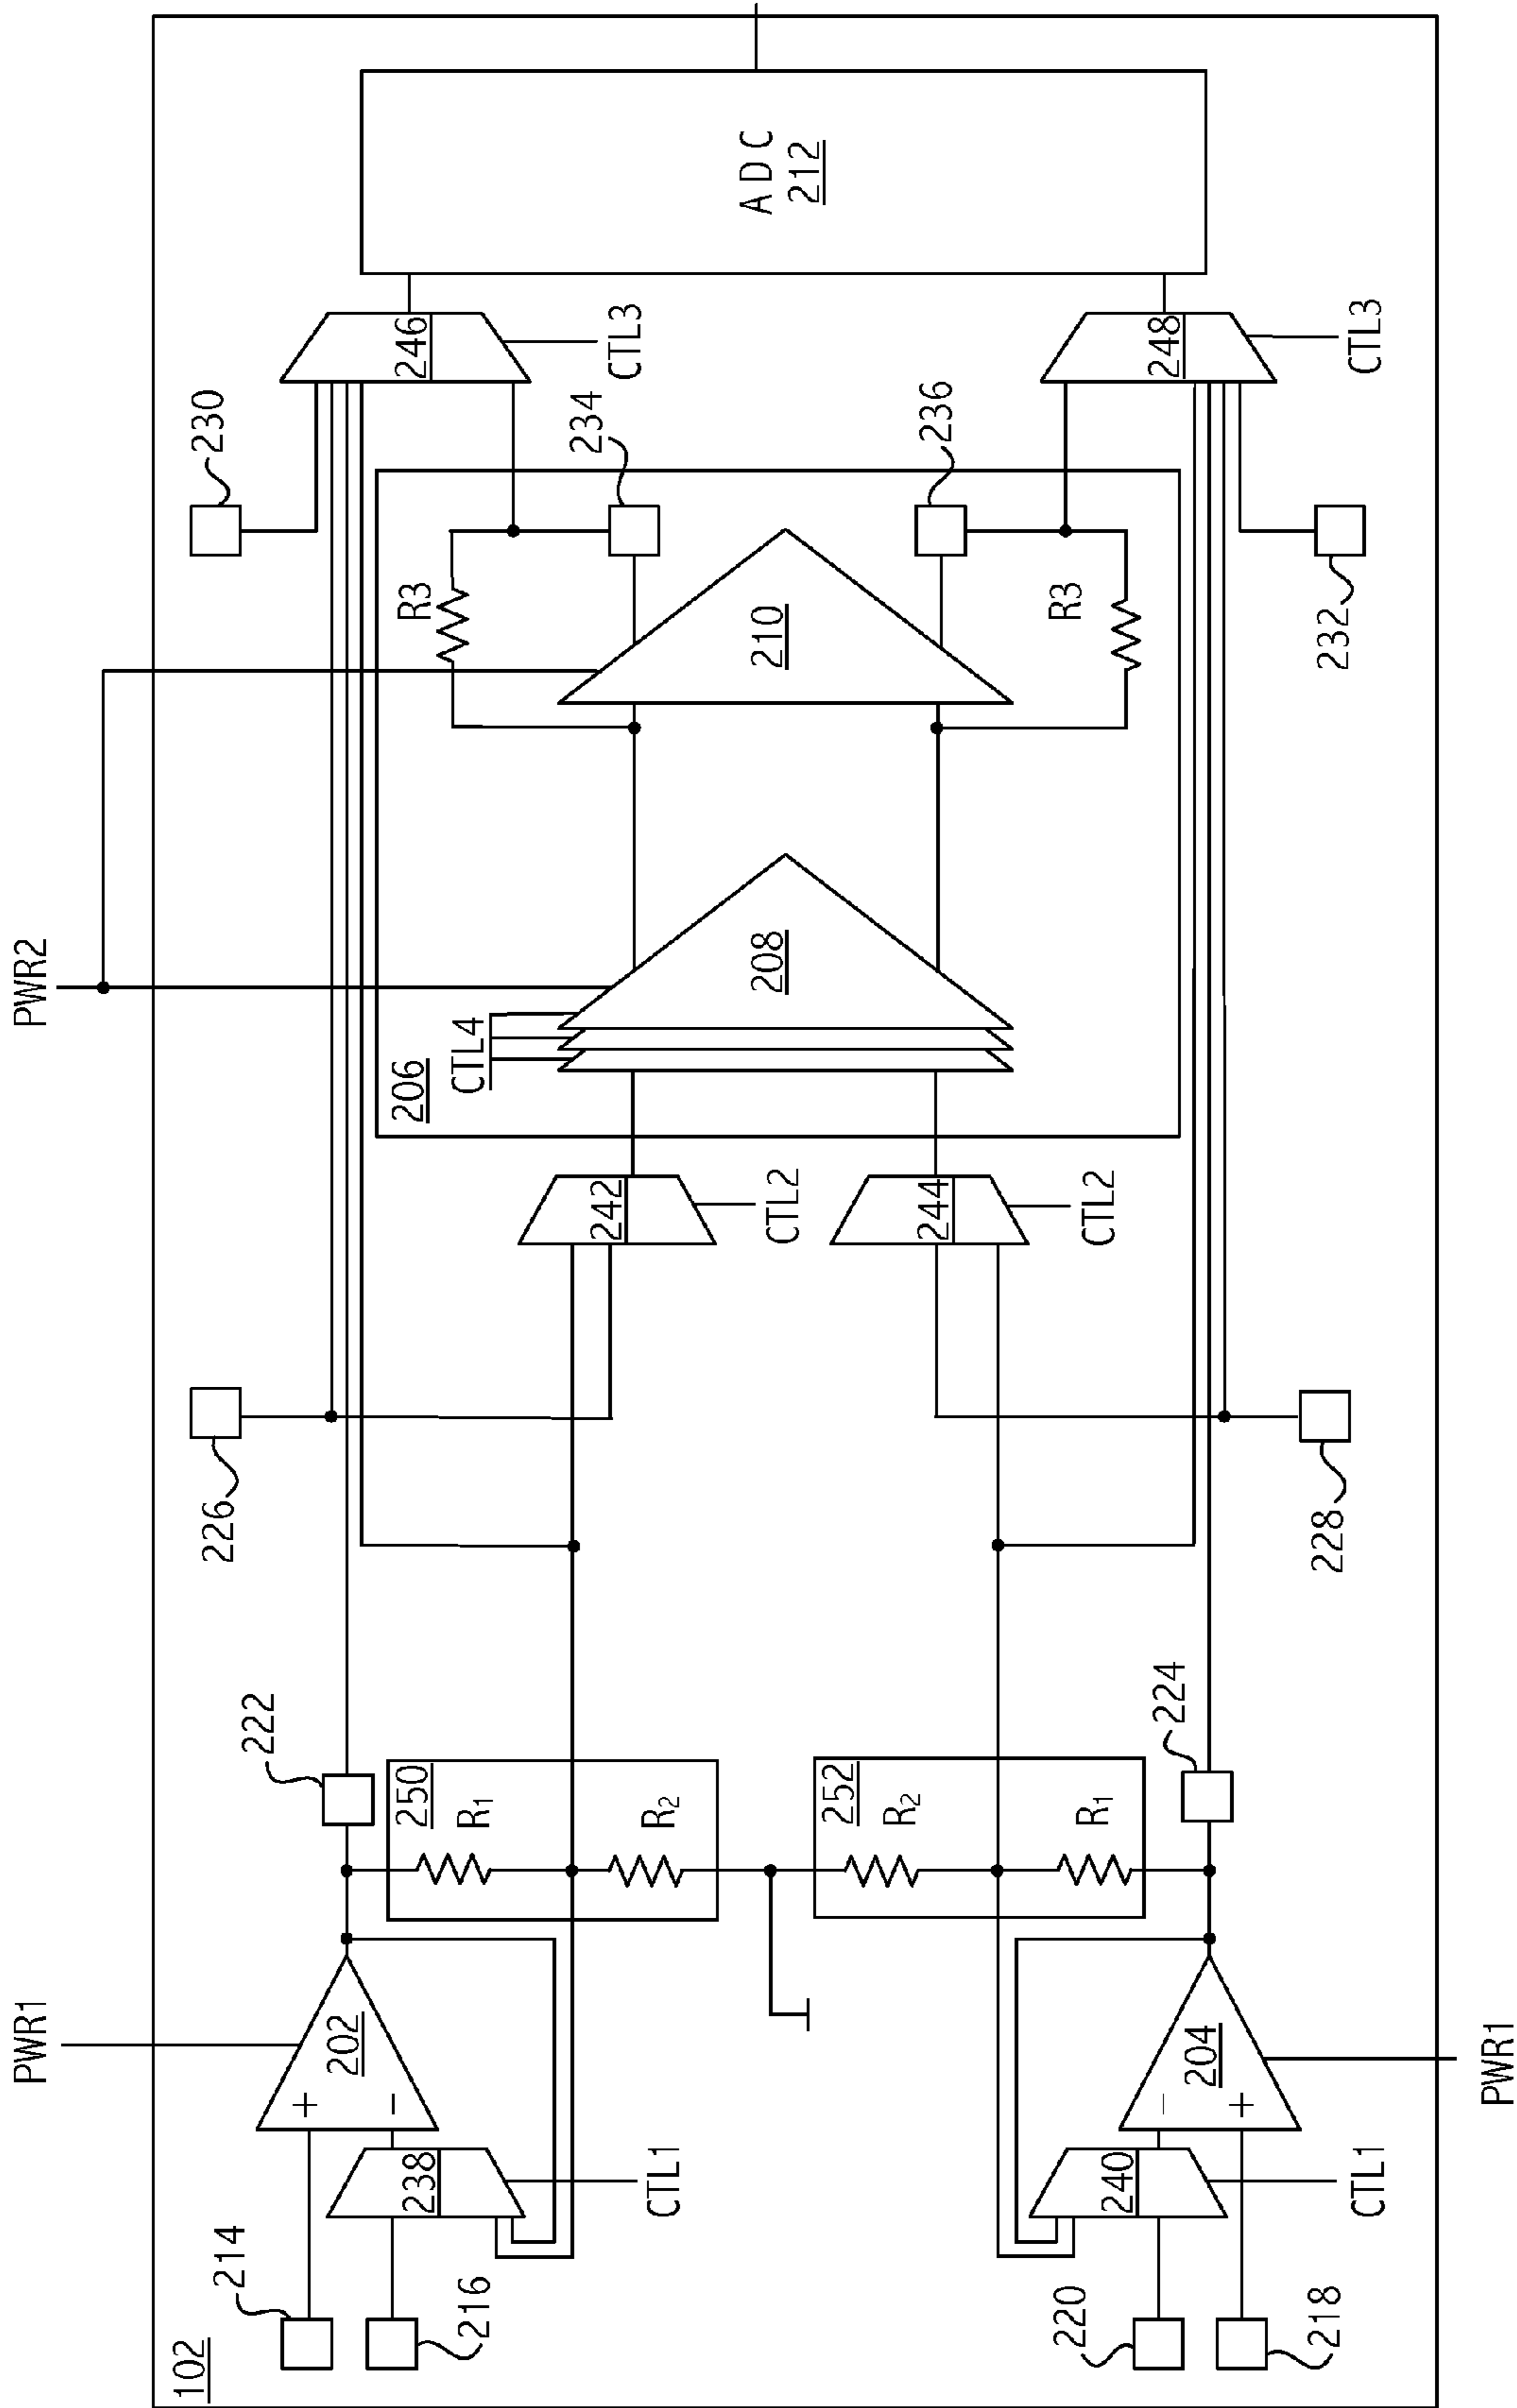 PWR2
PWR1
102
ADC
212
230
246
CTL3
234
R3
210
236
R3
248
CTL3
232
206
CTL4
208
242
CTL2
244
CTL2
226
228
222
250
R₁
R₂
252
R₂
R₁
224
202
+
-
238
CTL1
214
216
204
-
+
240
CTL1
220
218
PWR1